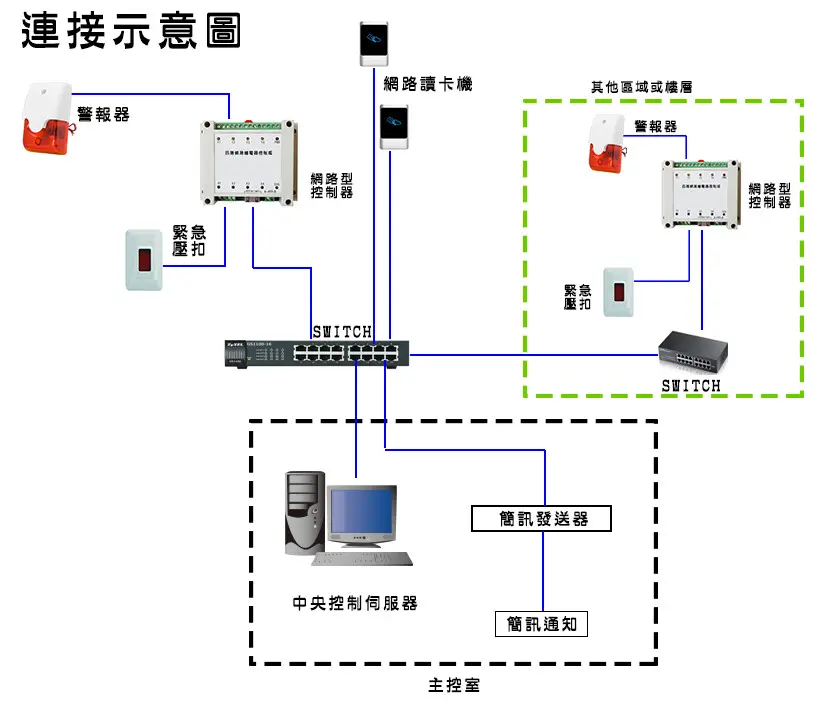 連接示意圖
網路讀卡機
警報器
網路型
控制器
緊急
壓扣
其他區域或樓層
警報器
網路型
控制器
緊急
壓扣
SWITCH
SWITCH
簡訊發送器
中央控制伺服器
簡訊通知
主控室